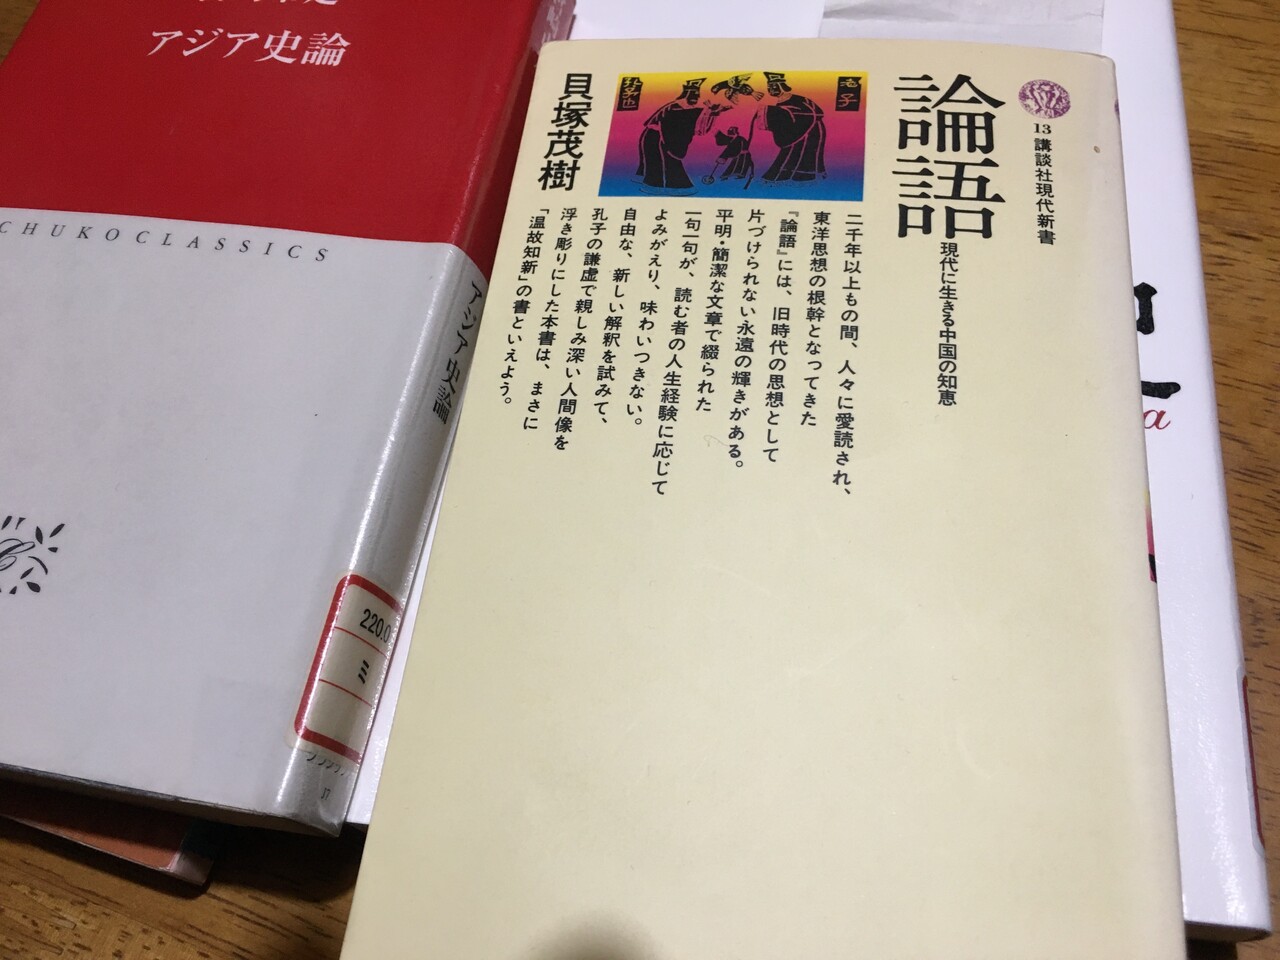 アジア史論
CHUKO CLASSICS
アジア史論
220.0
ミ
J7
13 講談社現代新書
論語
現代に生きる中国の知恵
老子
孔子也
貝塚茂樹
二千年以上もの間、人々に愛読され、
東洋思想の根幹となってきた
『論語』には、旧時代の思想として
片づけられない永遠の輝きがある。
平明・簡潔な文章で綴られた
一句一句が、読む者の人生経験に応じて
よみがえり、味わいつきない。
自由な、新しい解釈を試みて、
孔子の謙虚で親しみ深い人間像を
浮き彫りにした本書は、まさに
「温故知新」の書といえよう。
a